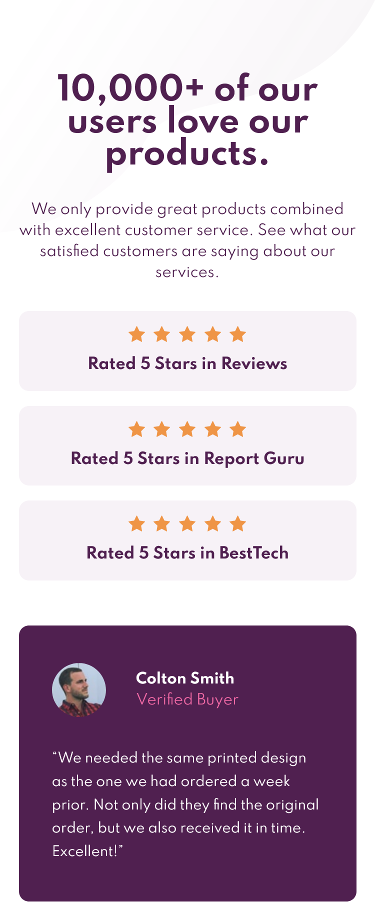 10,000+ of our
users love our
products.
We only provide great products combined
with excellent customer service. See what our
satisfied customers are saying about our
services.
Rated 5 Stars in Reviews
Rated 5 Stars in Report Guru
Rated 5 Stars in BestTech
Colton Smith
Verified Buyer
“We needed the same printed design
as the one we had ordered a week
prior. Not only did they find the original
order, but we also received it in time.
Excellent!”